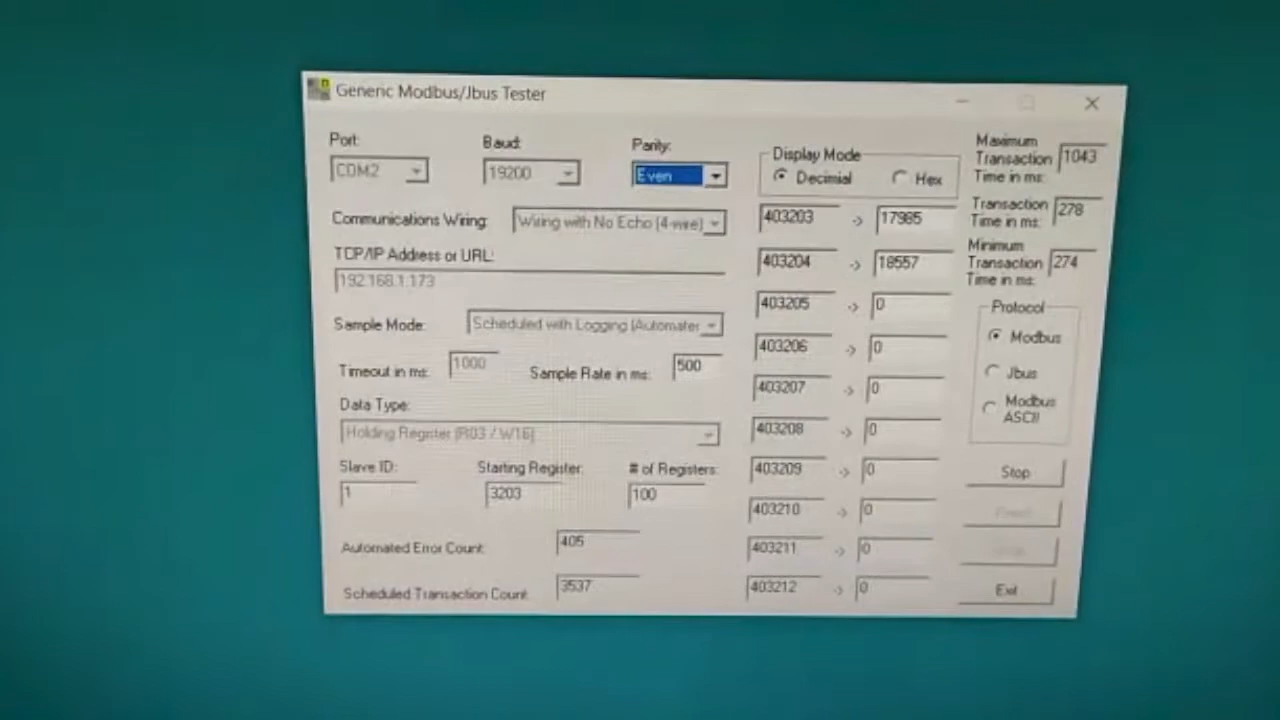 Generic Modbus/Jbus Tester
Port:
COM2
Baud:
19200
Parity:
Even
Communications Wiring:
Wiring with No Echo (4-wire)
TCP/IP Address or URL:
192.168.1.173
Sample Mode:
Scheduled with Logging (Automater
Timeout in ms:
1000
Sample Rate in ms:
500
Data Type:
Holding Register (R03 / W16)
Slave ID:
1
Starting Register:
3203
# of Registers:
100
Automated Error Count:
405
Scheduled Transaction Count:
3537
Display Mode
Decimial
Hex
403203 -> 17985
403204 -> 18557
403205 -> 0
403206 -> 0
403207 -> 0
403208 -> 0
403209 -> 0
403210 -> 0
403211 -> 0
403212 -> 0
Maximum
Transaction
Time in ms:
1043
Transaction
Time in ms:
278
Minimum
Transaction
Time in ms:
274
Protocol
Modbus
Jbus
Modbus
ASCII
Stop
Exit